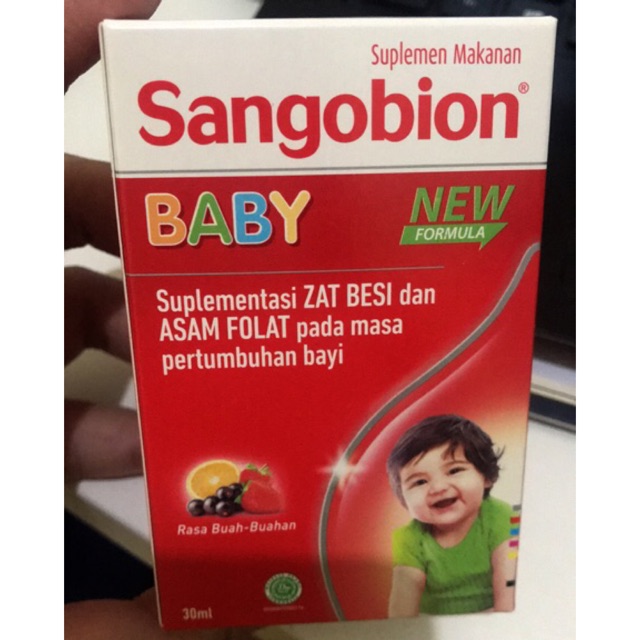 Suplemen Makanan
Sangobion®
BABY
NEW
FORMULA
Suplementasi ZAT BESI dan
ASAM FOLAT pada masa
pertumbuhan bayi
Rasa Buah-Buahan
30ml